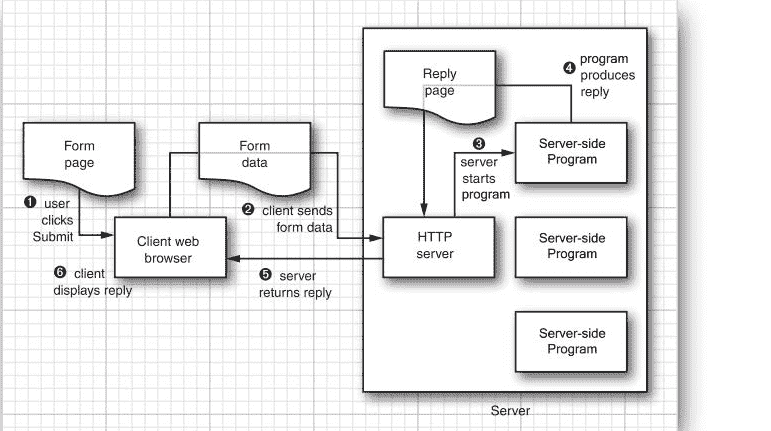 Form
page
❶ user
clicks
Submit
Client web
browser
❻ client
displays reply
Form
data
❷ client sends
form data
❺ server
returns reply
Reply
page
❹ program
produces
reply
❸
server
starts
program
HTTP
server
Server-side
Program
Server-side
Program
Server-side
Program
Server